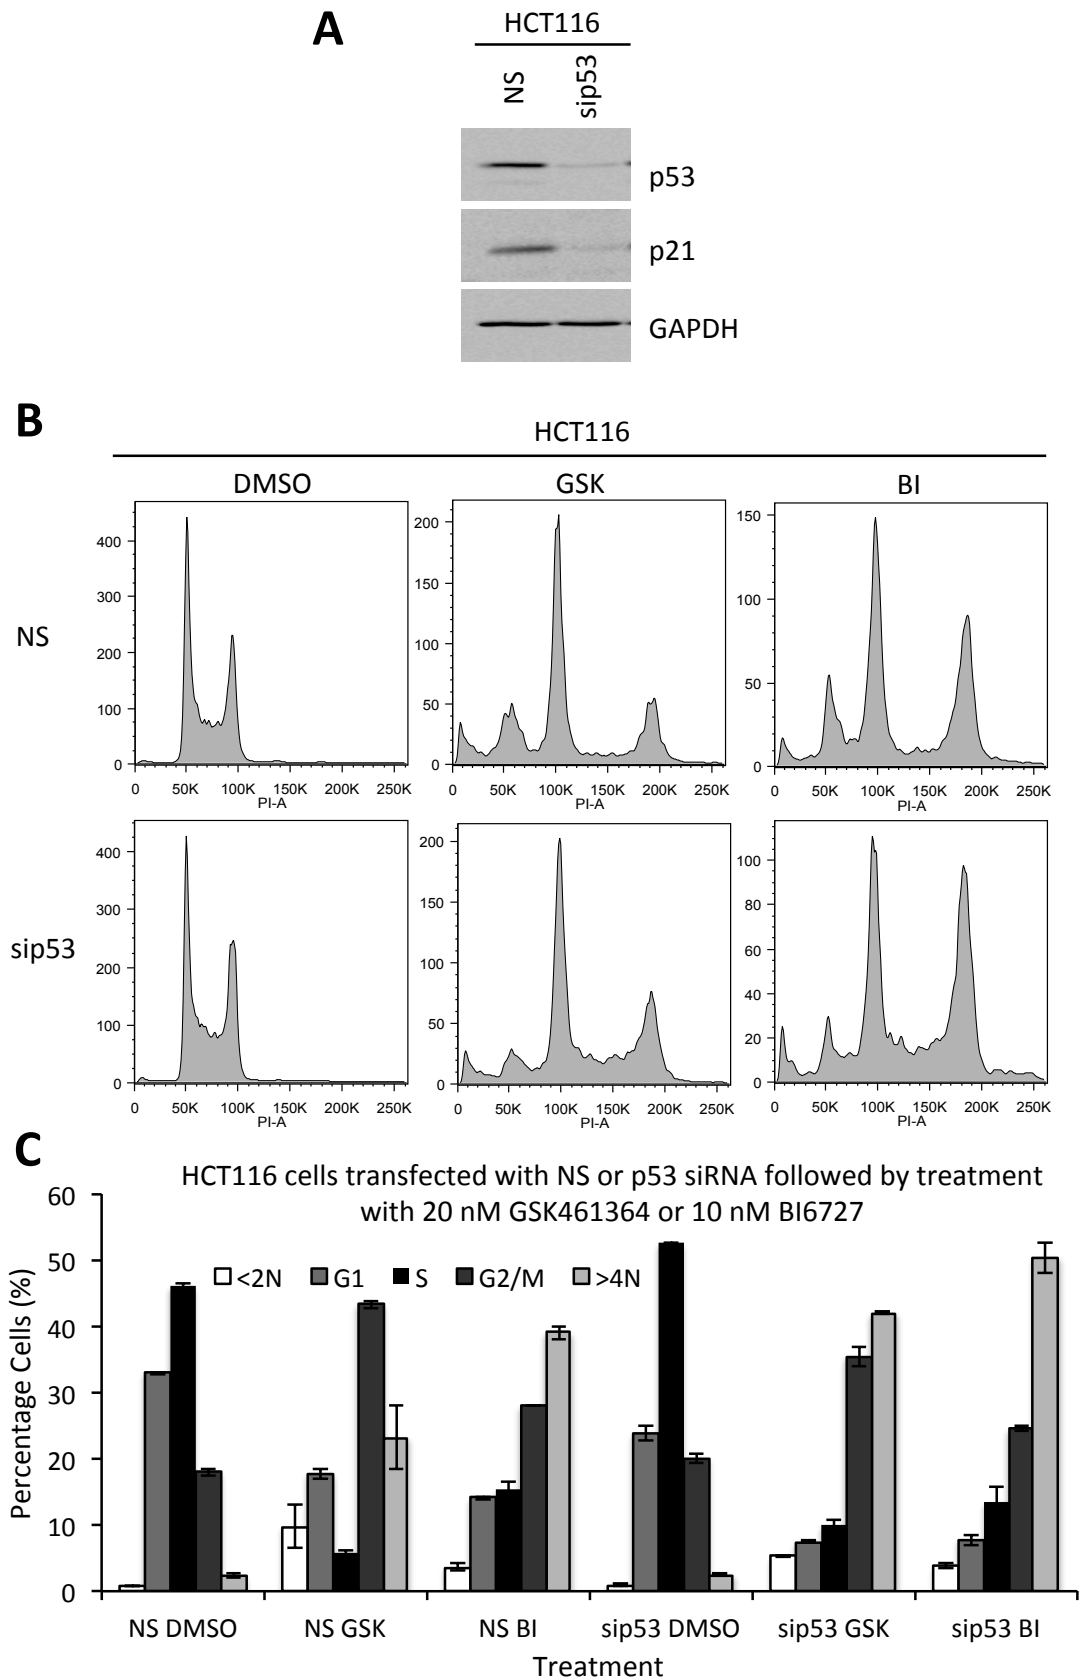 A
HCT116
NS
sip53
p53
p21
GAPDH
B
HCT116
DMSO
GSK
BI
NS
400
300
200
100
0
0 50K 100K 150K 200K 250K
PI-A
200
150
100
50
0
0 50K 100K 150K 200K 250K
PI-A
150
100
50
0
0 50K 100K 150K 200K 250K
PI-A
sip53
400
300
200
100
0
0 50K 100K 150K 200K 250K
PI-A
200
150
100
50
0
0 50K 100K 150K 200K 250K
PI-A
100
80
60
40
20
0
0 50K 100K 150K 200K 250K
PI-A
C
HCT116 cells transfected with NS or p53 siRNA followed by treatment
with 20 nM GSK461364 or 10 nM BI6727
<2N G1 S G2/M >4N
Percentage Cells (%)
60
50
40
30
20
10
0
NS DMSO NS GSK NS BI sip53 DMSO sip53 GSK sip53 BI
Treatment